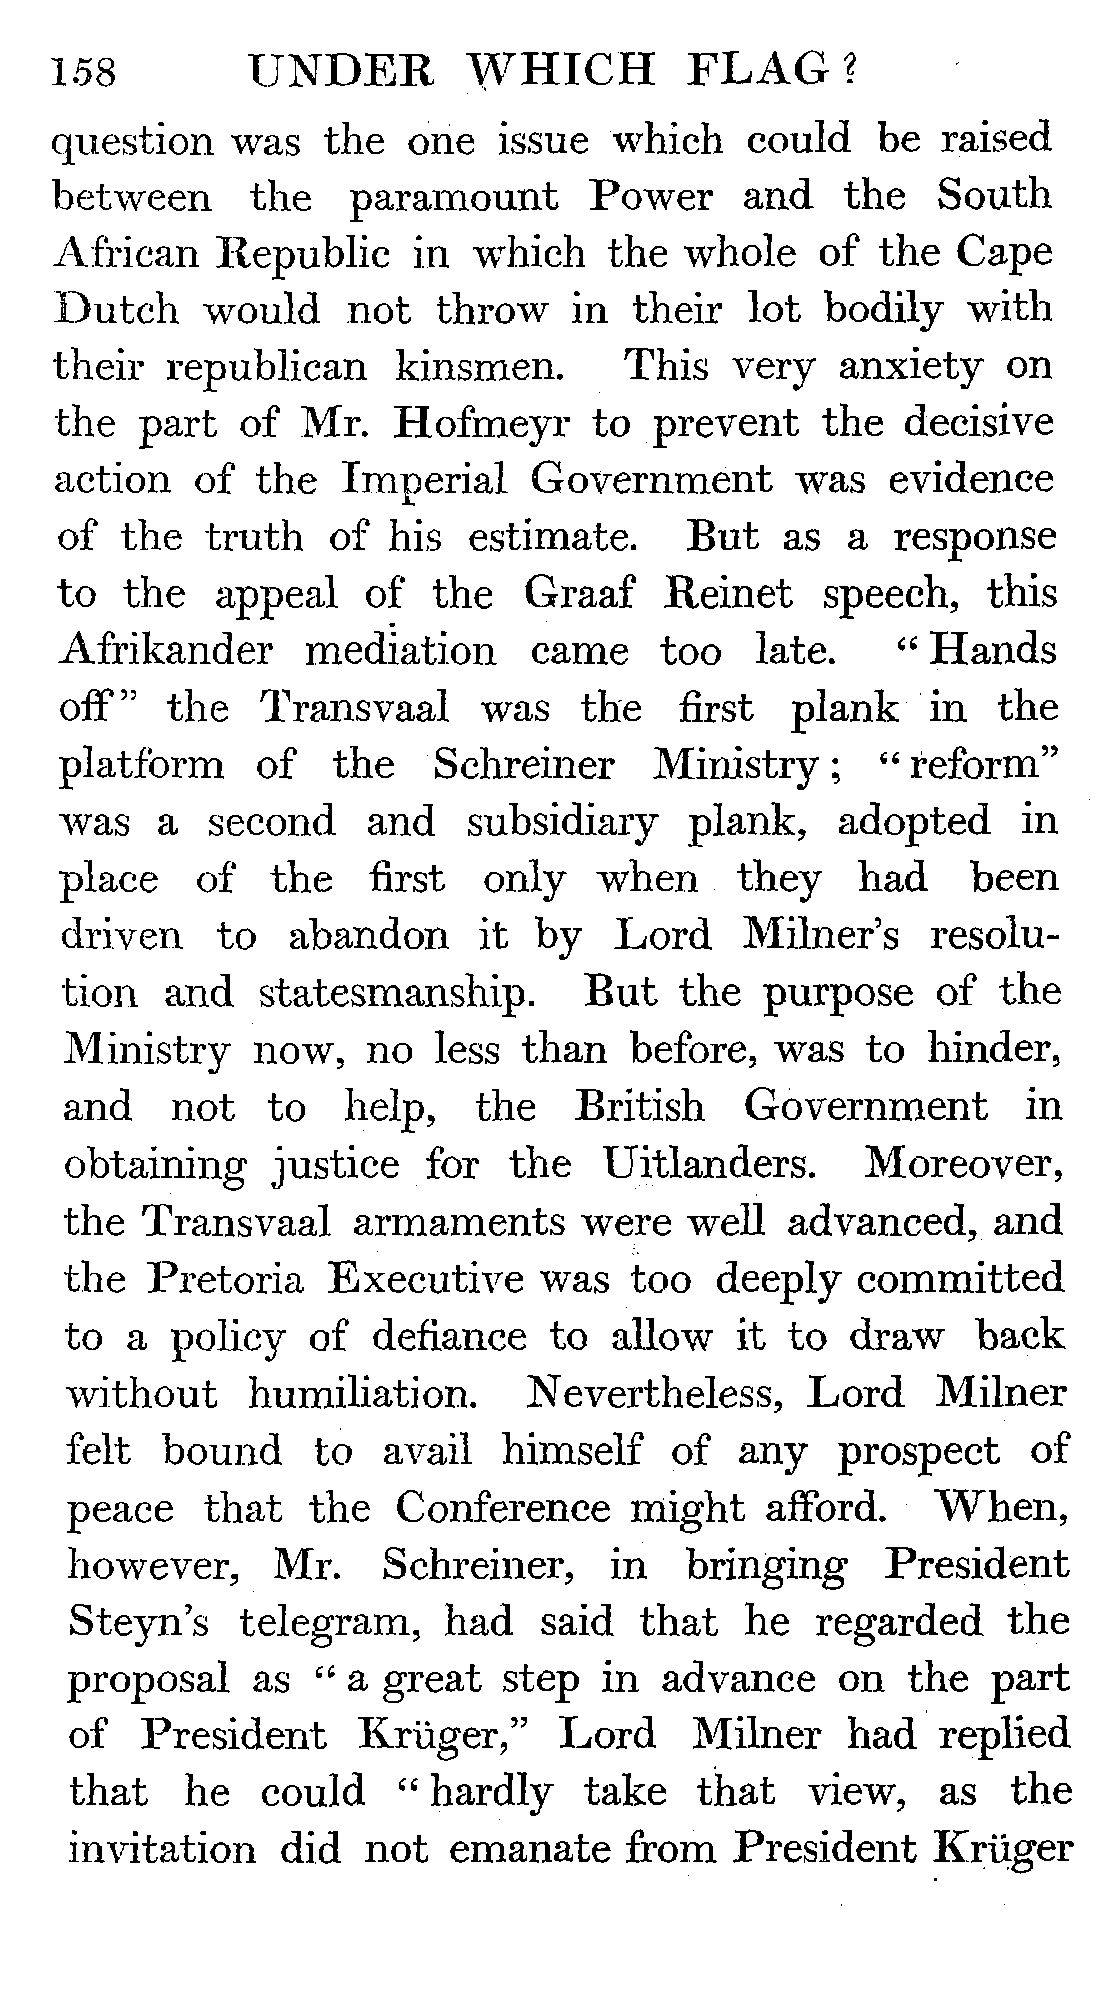 158 UNDER WHICH FLAG?
question was the one issue which could be raised
between the paramount Power and the South
African Republic in which the whole of the Cape
Dutch would not throw in their lot bodily with
their republican kinsmen. This very anxiety on
the part of Mr. Hofmeyr to prevent the decisive
action of the Imperial Government was evidence
of the truth of his estimate. But as a response
to the appeal of the Graaf Reinet speech, this
Afrikander mediation came too late. “Hands
off” the Transvaal was the first plank in the
platform of the Schreiner Ministry; “reform”
was a second and subsidiary plank, adopted in
place of the first only when they had been
driven to abandon it by Lord Milner’s resolu-
tion and statesmanship. But the purpose of the
Ministry now, no less than before, was to hinder,
and not to help, the British Government in
obtaining justice for the Uitlanders. Moreover,
the Transvaal armaments were well advanced, and
the Pretoria Executive was too deeply committed
to a policy of defiance to allow it to draw back
without humiliation. Nevertheless, Lord Milner
felt bound to avail himself of any prospect of
peace that the Conference might afford. When,
however, Mr. Schreiner, in bringing President
Steyn’s telegram, had said that he regarded the
proposal as “a great step in advance on the part
of President Krüger,” Lord Milner had replied
that he could “hardly take that view, as the
invitation did not emanate from President Krüger